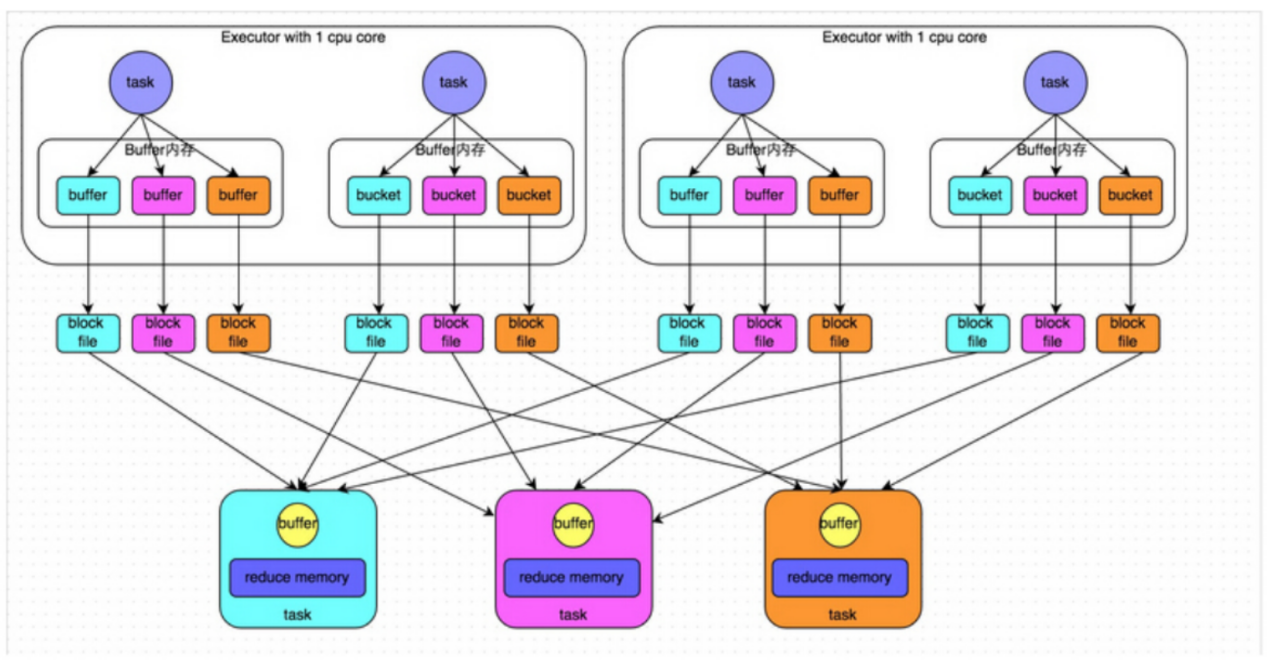 Executor with 1 cpu core
Executor with 1 cpu core
task
task
task
task
Buffer内存
Buffer内存
Buffer内存
Buffer内存
buffer
buffer
buffer
bucket
bucket
bucket
buffer
buffer
buffer
bucket
bucket
bucket
block
file
block
file
block
file
block
file
block
file
block
file
block
file
block
file
block
file
block
file
block
file
block
file
buffer
reduce memory
task
buffer
reduce memory
task
buffer
reduce memory
task